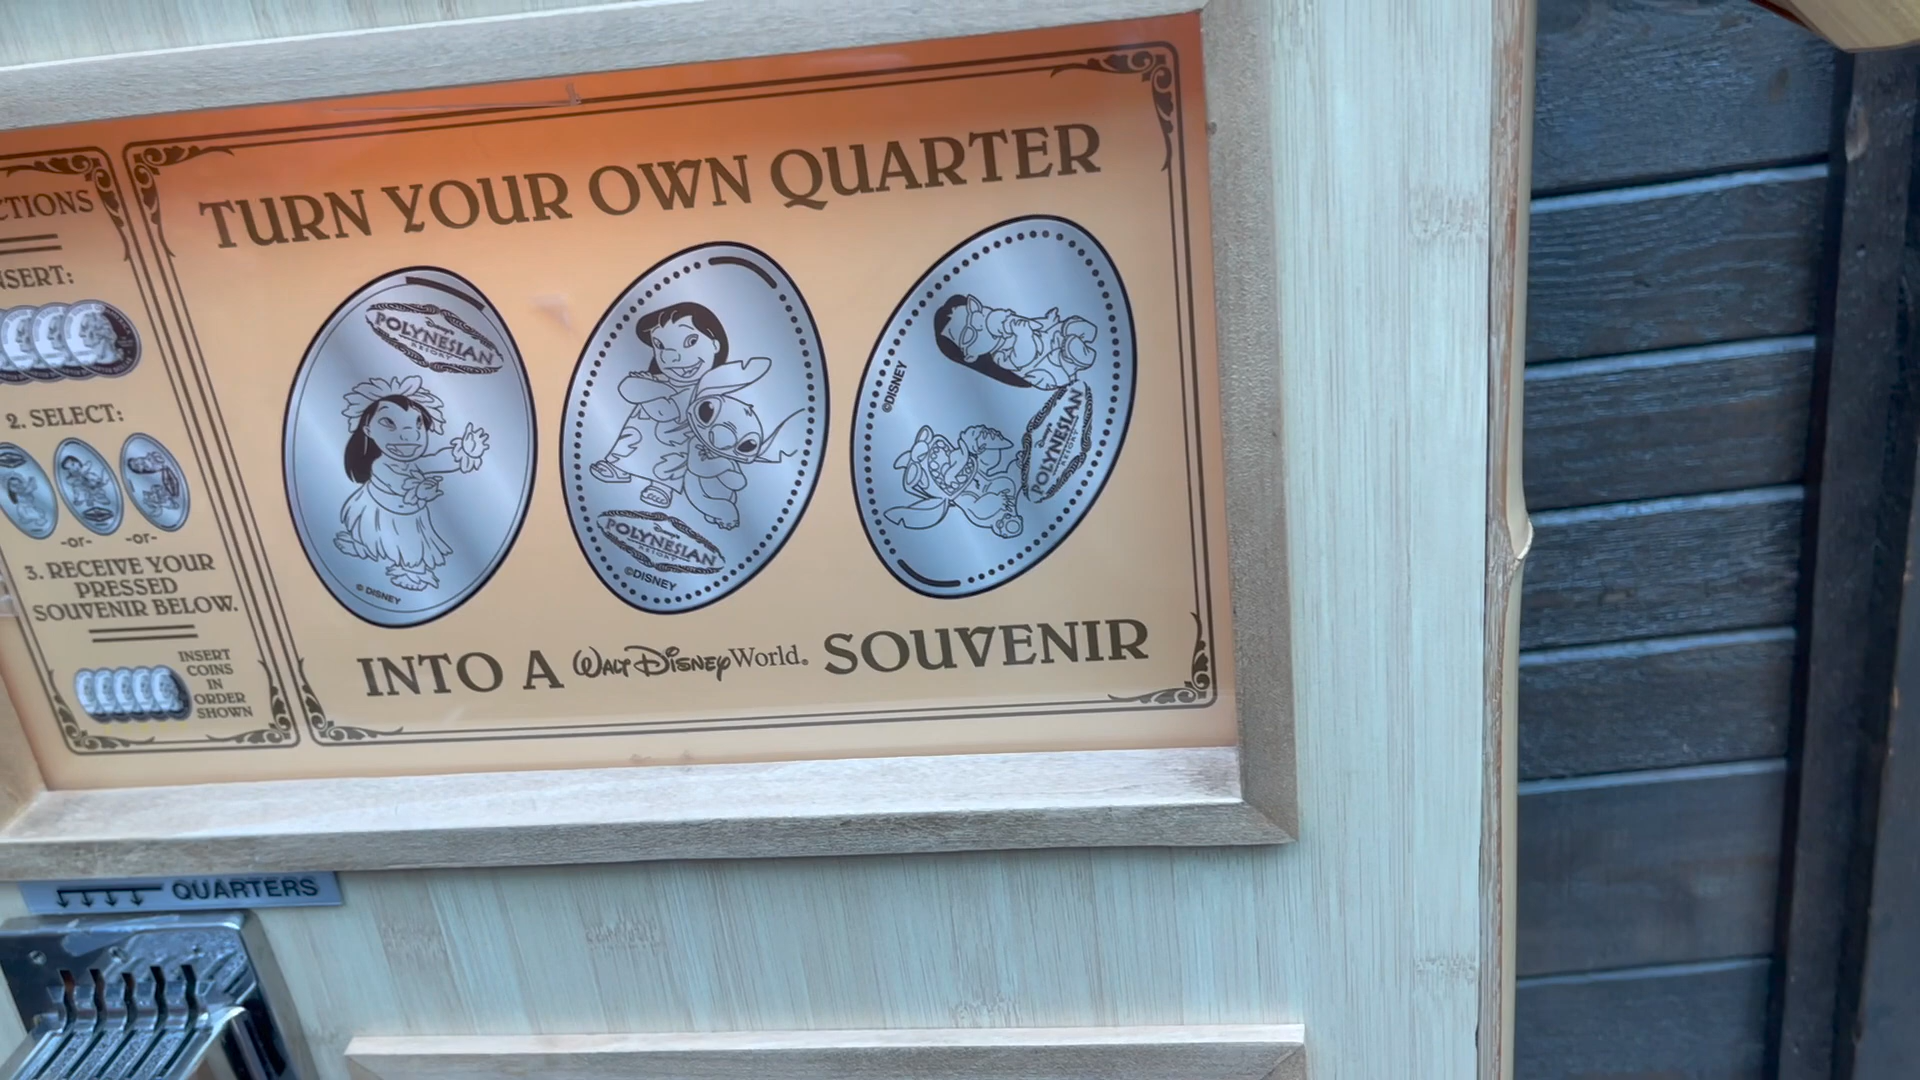 CTIONS
NSERT:
2. SELECT:
-or- -or-
3. RECEIVE YOUR
PRESSED
SOUVENIR BELOW.
INSERT
COINS
IN
ORDER
SHOWN
TURN YOUR OWN QUARTER
Disney's
POLYNESIAN
RESORT
© DISNEY
Disney's
POLYNESIAN
RESORT
©DISNEY
©DISNEY
Disney's
POLYNESIAN
RESORT
INTO A Walt Disney World. SOUVENIR
QUARTERS